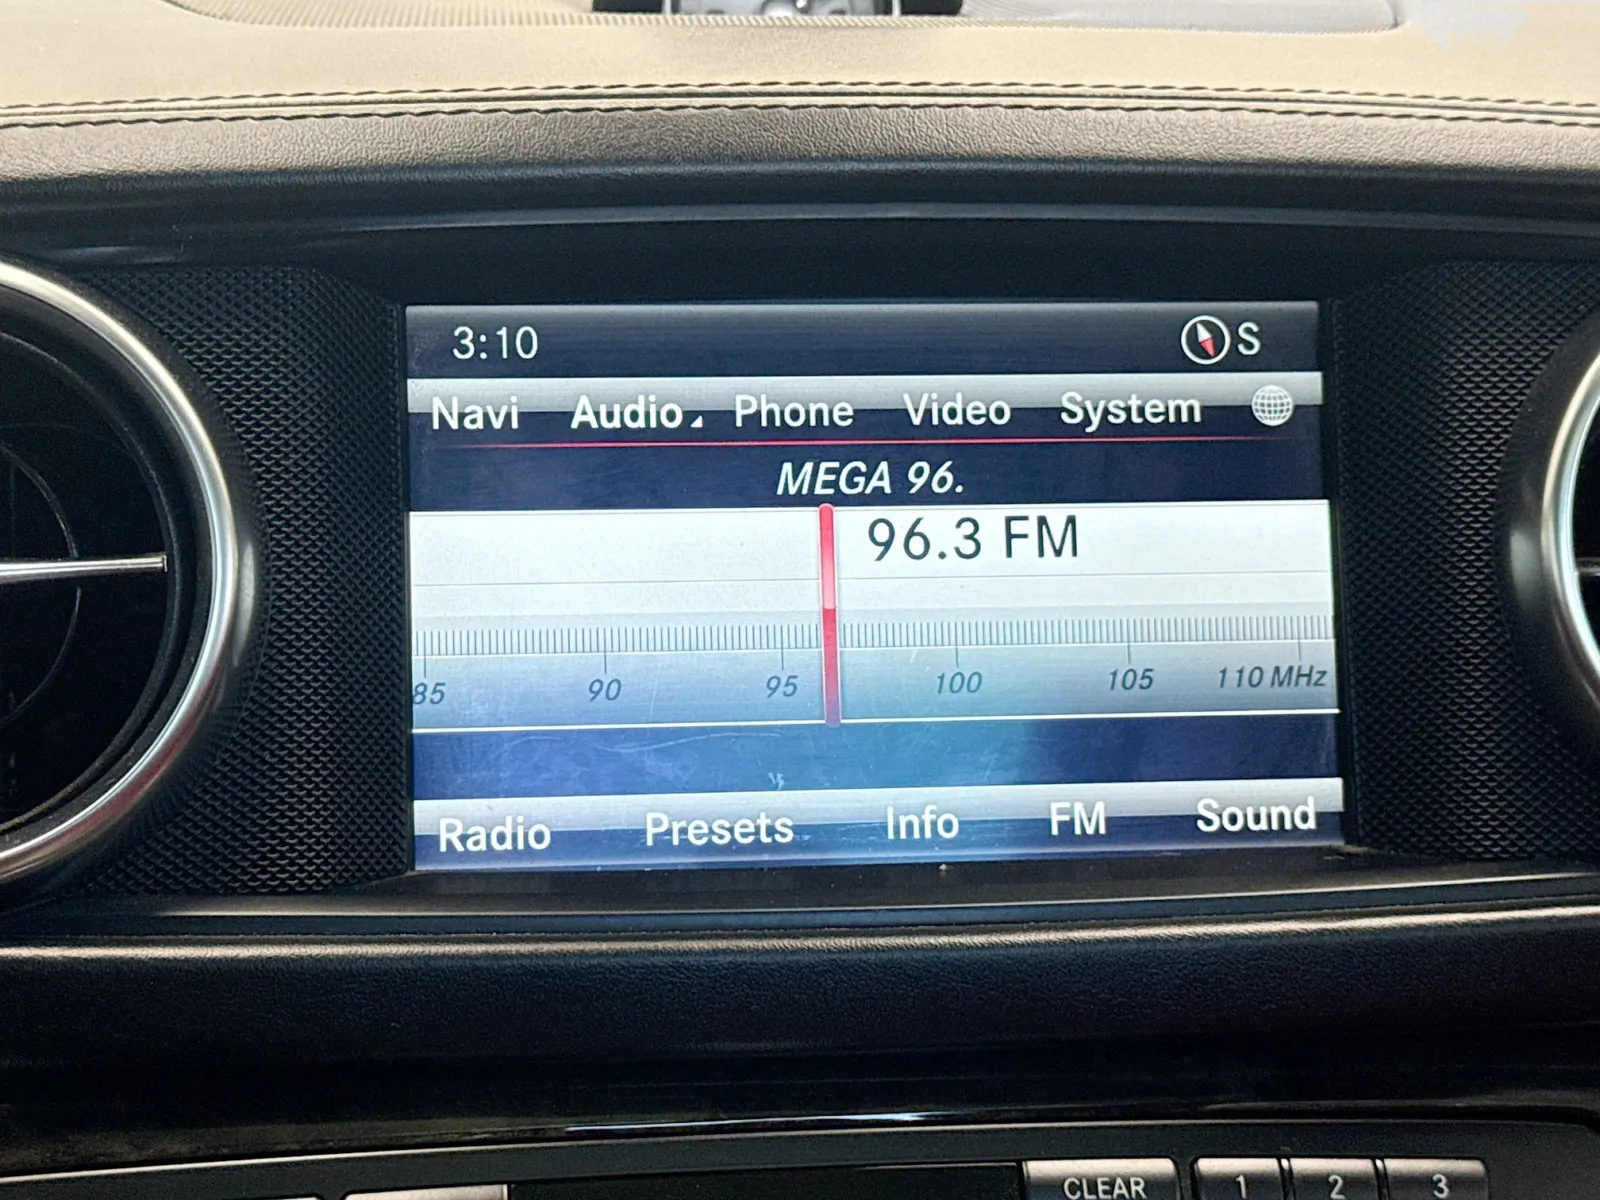 3:10 S
Navi Audio Phone Video System
MEGA 96.
96.3 FM
85 90 95 100 105 110 MHz
Radio Presets Info FM Sound
CLEAR 1 2 3